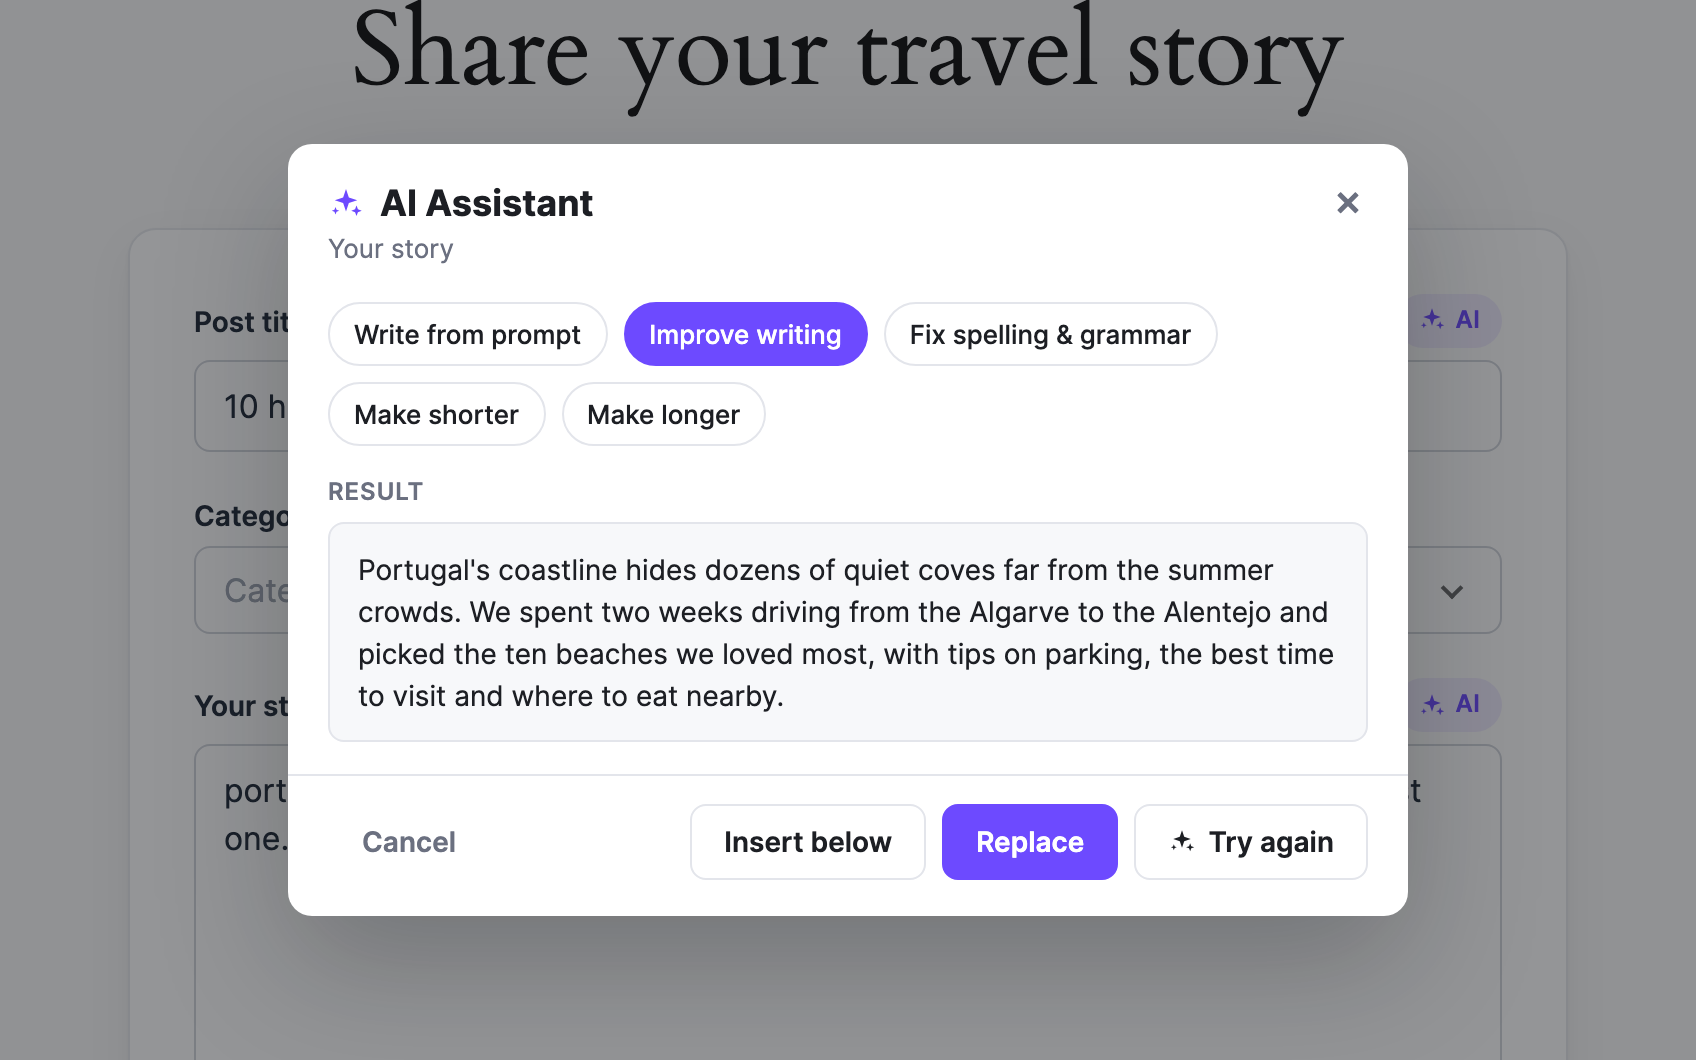 Share your travel story
AI Assistant
Your story
Write from prompt
Improve writing
Fix spelling & grammar
Make shorter
Make longer
RESULT
Portugal's coastline hides dozens of quiet coves far from the summer
crowds. We spent two weeks driving from the Algarve to the Alentejo and
picked the ten beaches we loved most, with tips on parking, the best time
to visit and where to eat nearby.
Cancel
Insert below
Replace
Try again
Post tit
AI
10 h
Catego
Cate
Your st
AI
port
one.